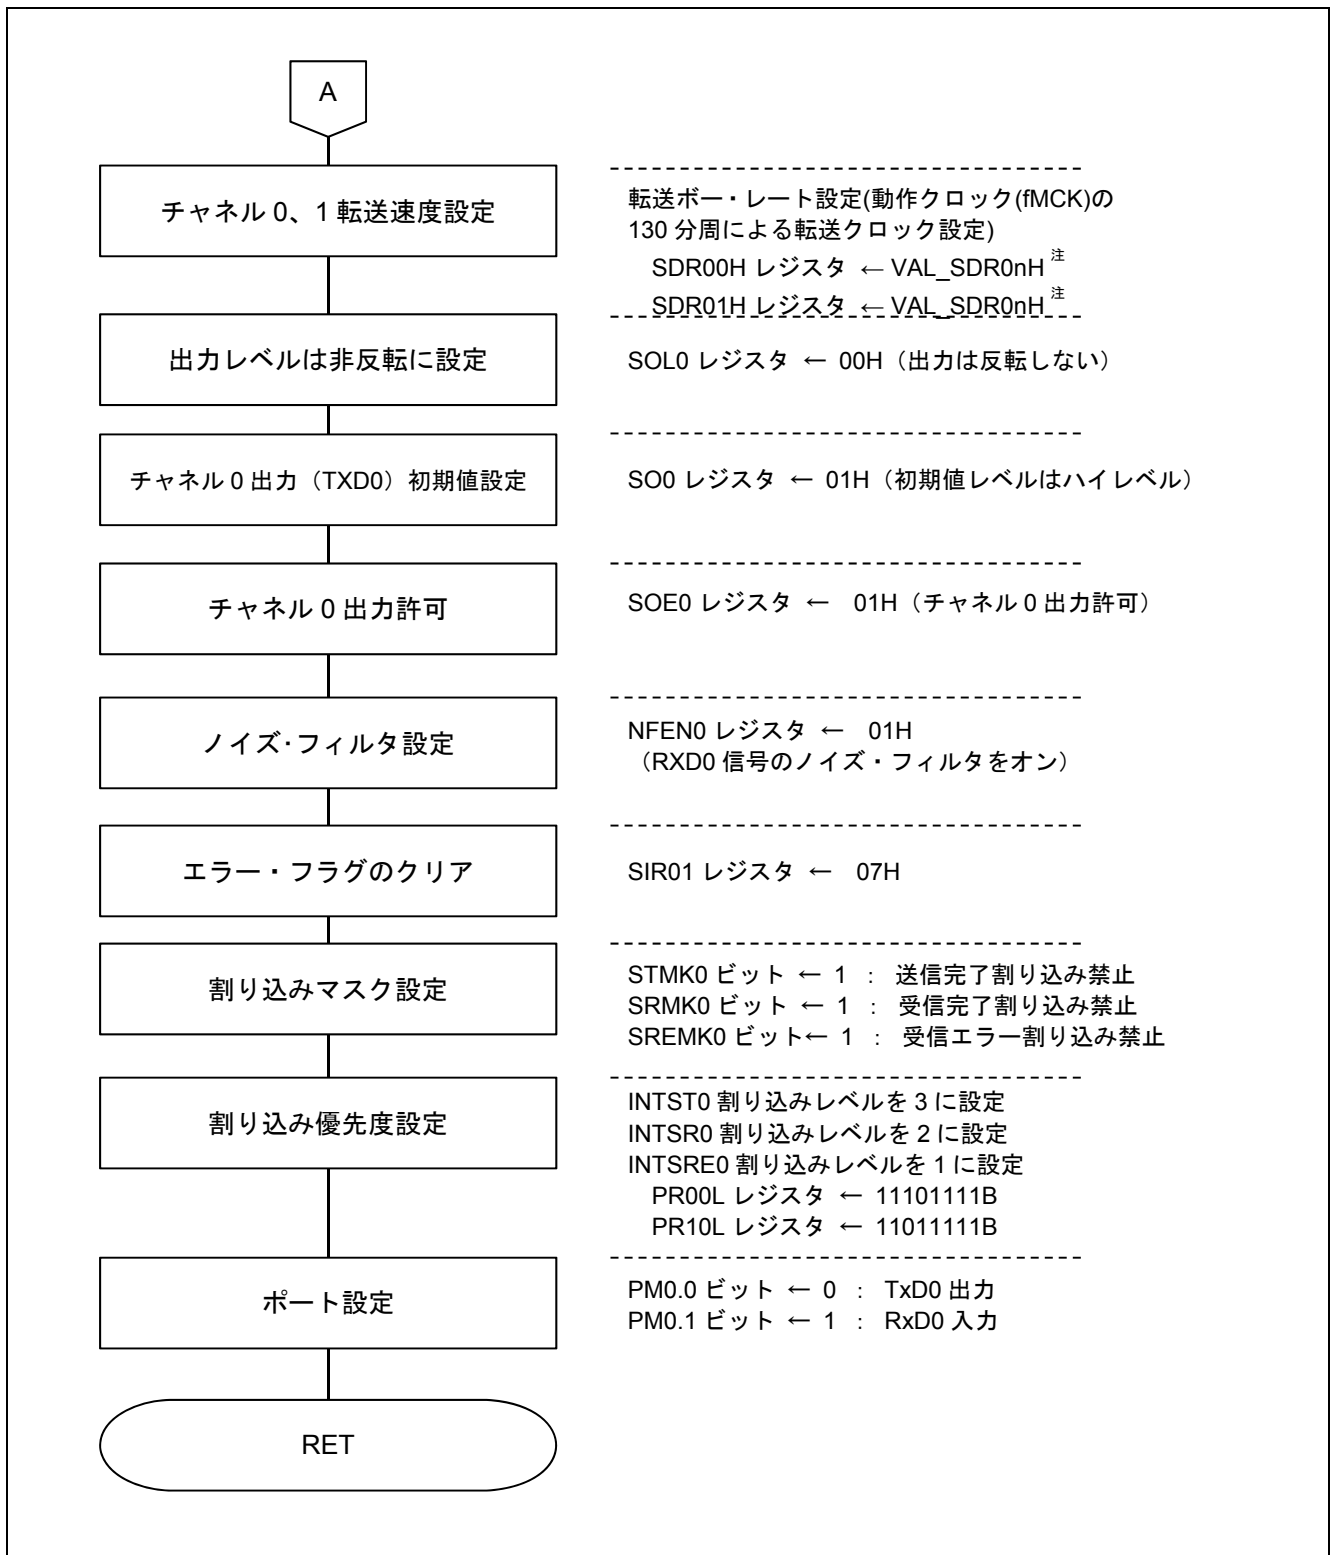 A
チャネル 0、1 転送速度設定
転送ボー・レート設定(動作クロック(fMCK)の
130 分周による転送クロック設定)
SDR00H レジスタ ← VAL_SDR0nH 注
SDR01H レジスタ ← VAL_SDR0nH 注
出力レベルは非反転に設定
SOL0 レジスタ ← 00H（出力は反転しない）
チャネル 0 出力（TXD0）初期値設定
SO0 レジスタ ← 01H（初期値レベルはハイレベル）
チャネル 0 出力許可
SOE0 レジスタ ← 01H（チャネル 0 出力許可）
ノイズ･フィルタ設定
NFEN0 レジスタ ← 01H
（RXD0 信号のノイズ・フィルタをオン）
エラー・フラグのクリア
SIR01 レジスタ ← 07H
割り込みマスク設定
STMK0 ビット ← 1 ： 送信完了割り込み禁止
SRMK0 ビット ← 1 ： 受信完了割り込み禁止
SREMK0 ビット← 1 ： 受信エラー割り込み禁止
割り込み優先度設定
INTST0 割り込みレベルを 3 に設定
INTSR0 割り込みレベルを 2 に設定
INTSRE0 割り込みレベルを 1 に設定
PR00L レジスタ ← 11101111B
PR10L レジスタ ← 11011111B
ポート設定
PM0.0 ビット ← 0 ： TxD0 出力
PM0.1 ビット ← 1 ： RxD0 入力
RET